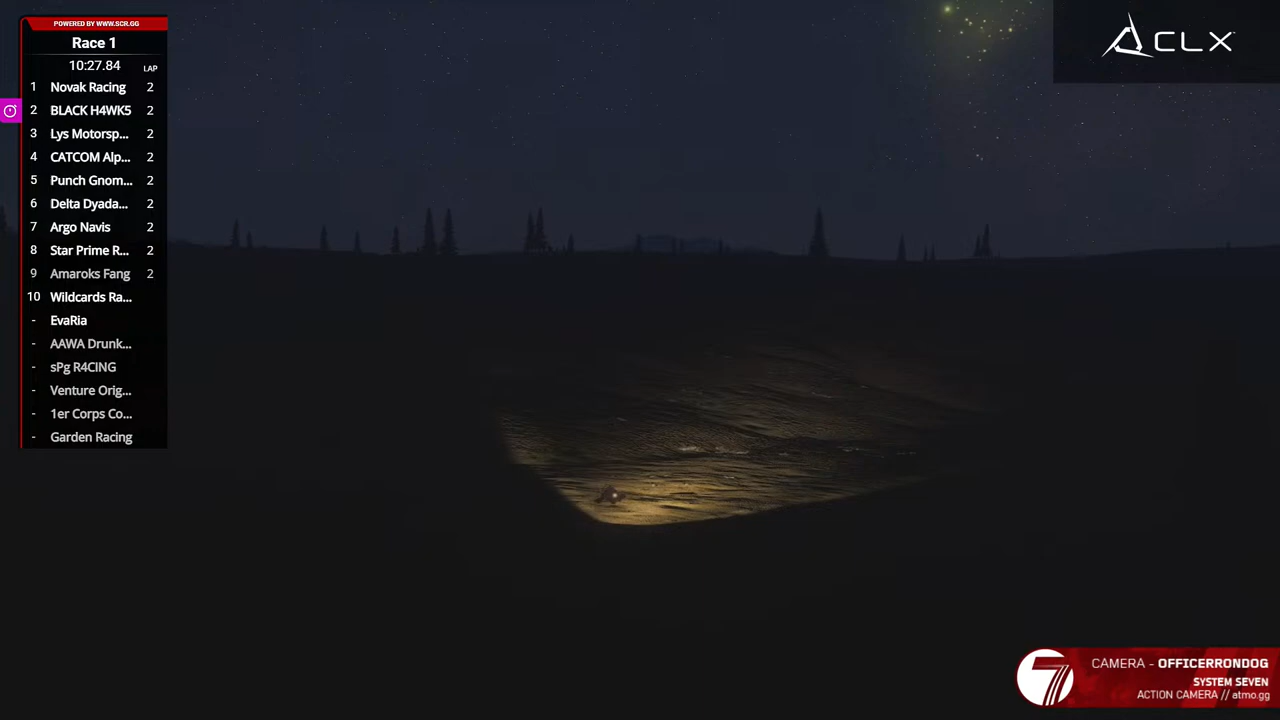 POWERED BY WWW.SCR.GG
Race 1
10:27.84 LAP
1 Novak Racing 2
2 BLACK H4WK5 2
3 Lys Motorsp... 2
4 CATCOM Alp... 2
5 Punch Gnom... 2
6 Delta Dyada... 2
7 Argo Navis 2
8 Star Prime R... 2
9 Amaroks Fang 2
10 Wildcards Ra...
- EvaRia
- AAWA Drunk...
- sPg R4CING
- Venture Orig...
- 1er Corps Co...
- Garden Racing
CLX
7
CAMERA - OFFICERRONDOG
SYSTEM SEVEN
ACTION CAMERA // atmo.gg